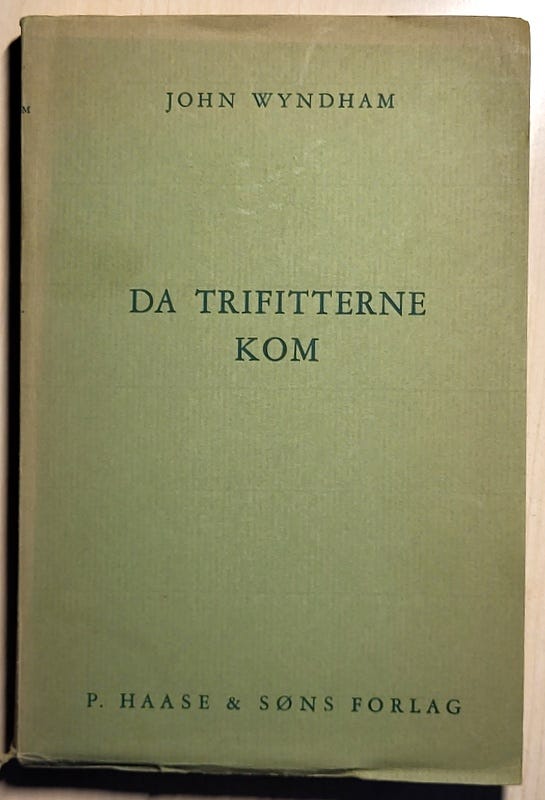 JOHN WYNDHAM
M
DA TRIFITTERNE
KOM
P. HAASE & SØNS FORLAG